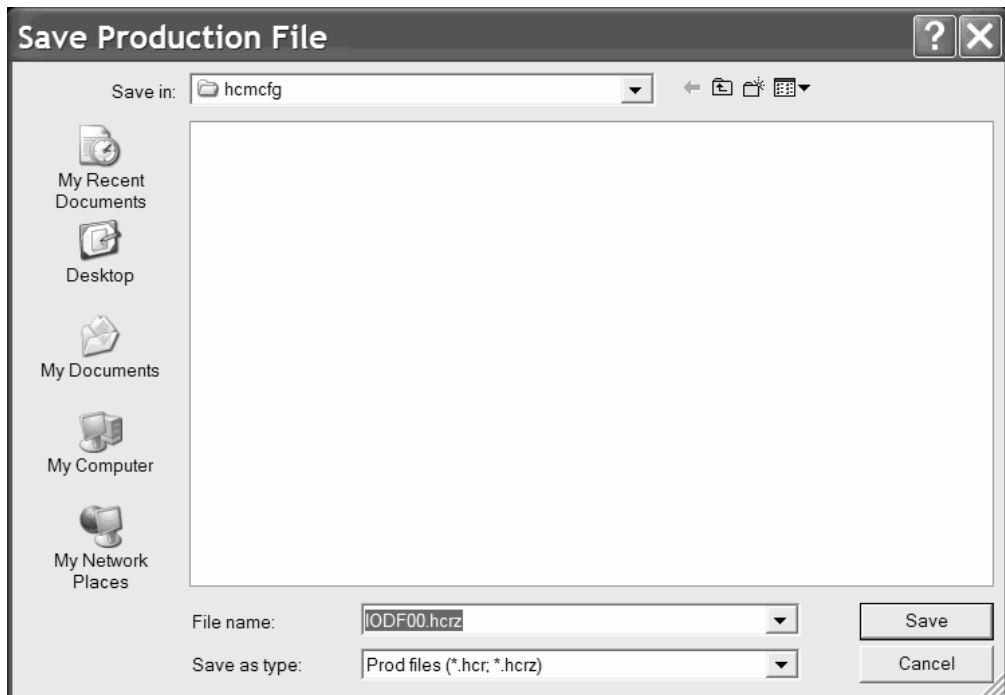 Save Production File
Save in:
hcmcfg
My Recent
Documents
Desktop
My Documents
My Computer
My Network
Places
File name:
IODF00.hcrz
Save
Save as type:
Prod files (*.hcr; *.hcrz)
Cancel